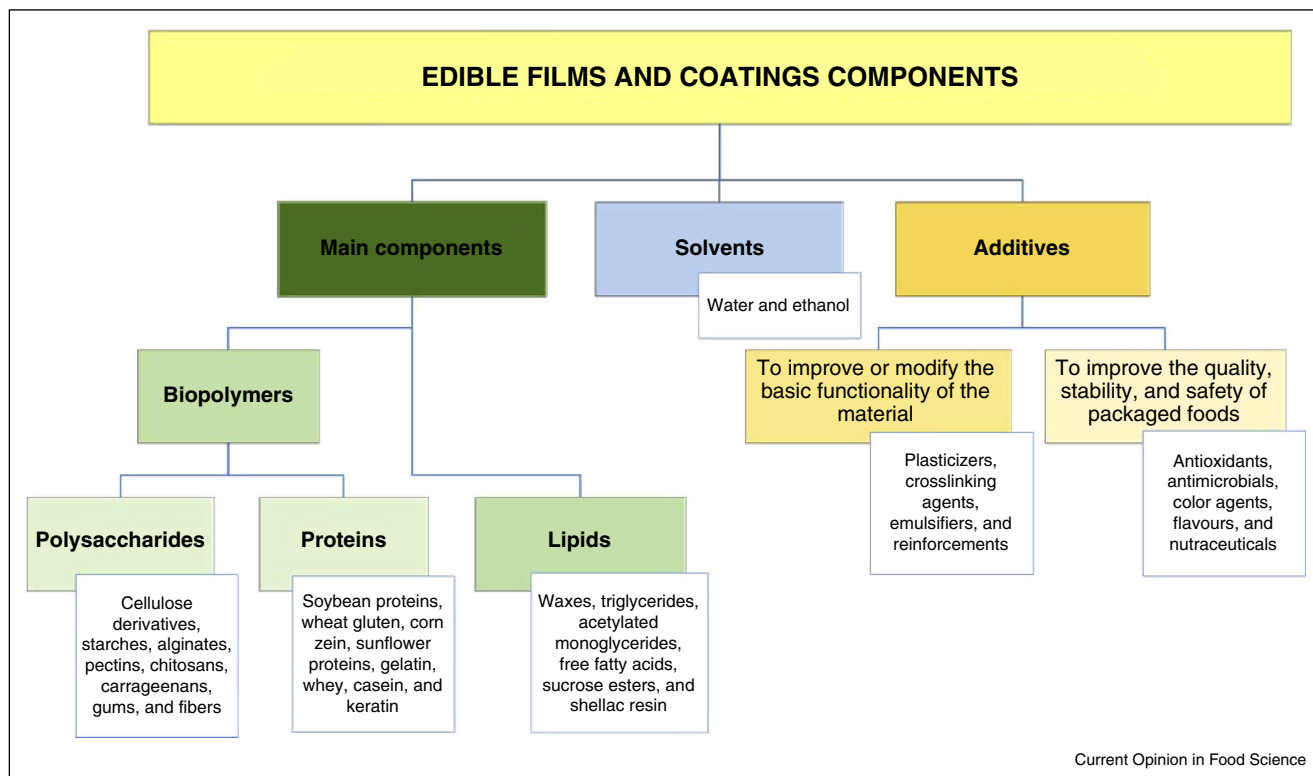 EDIBLE FILMS AND COATINGS COMPONENTS
Main components
Solvents
Water and ethanol
Additives
Biopolymers
To improve or modify the
basic functionality of the
material
Plasticizers,
crosslinking
agents,
emulsifiers, and
reinforcements
To improve the quality,
stability, and safety of
packaged foods
Antioxidants,
antimicrobials,
color agents,
flavours, and
nutraceuticals
Polysaccharides
Cellulose
derivatives,
starches, alginates,
pectins, chitosans,
carrageenans,
gums, and fibers
Proteins
Soybean proteins,
wheat gluten, corn
zein, sunflower
proteins, gelatin,
whey, casein, and
keratin
Lipids
Waxes, triglycerides,
acetylated
monoglycerides,
free fatty acids,
sucrose esters, and
shellac resin
Current Opinion in Food Science